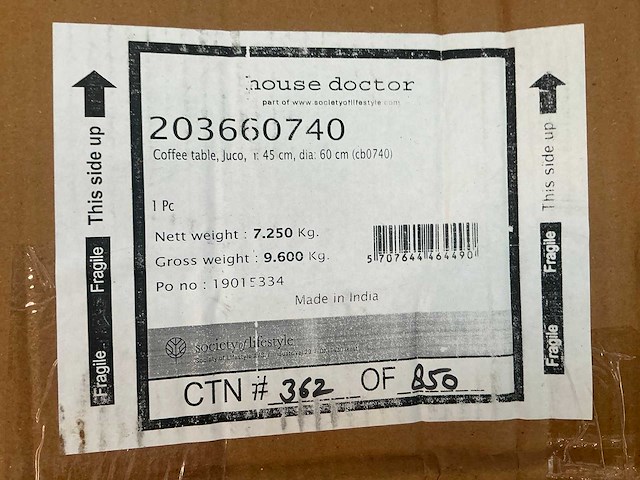 house doctor
part of www.societyoflifestyle.com
203660740
Coffee table, Juco, h: 45 cm, dia: 60 cm (cb0740)
1 Pc
Nett weight : 7.250 Kg.
Gross weight : 9.600 Kg.
5 707644 464490
Po no : 19015334
Made in India
society of lifestyle
CTN # 362 OF 850
This side up
Fragile
Fragile
This side up
Fragile
Fragile